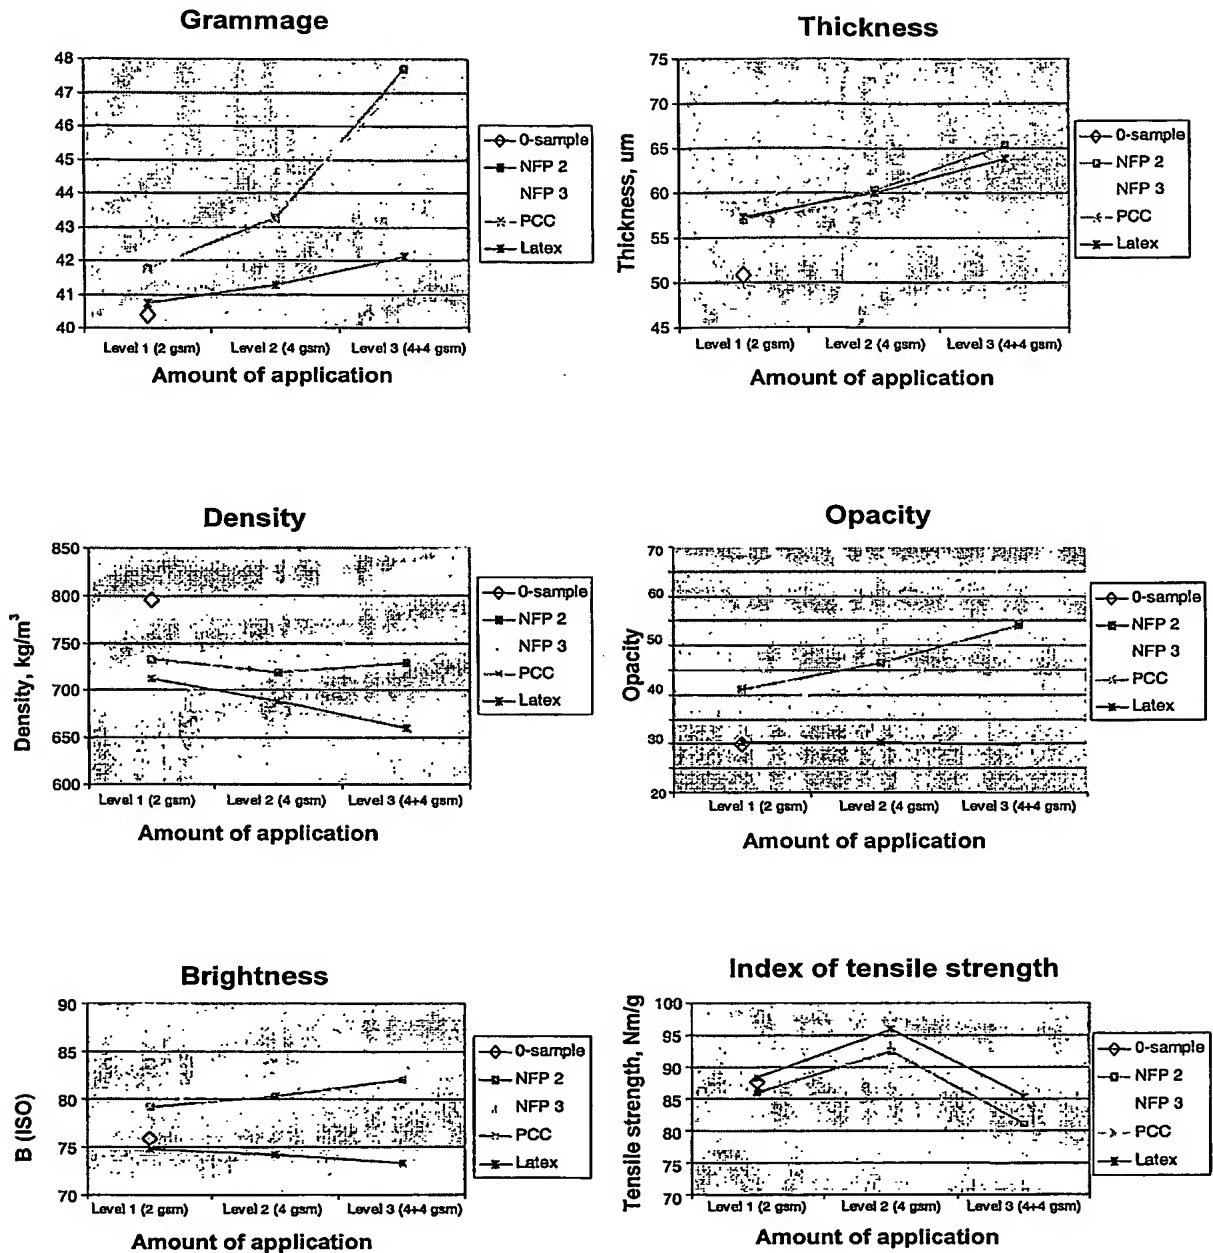 Grammage
48
47
46
45
44
43
42
41
40
Level 1 (2 gsm) Level 2 (4 gsm) Level 3 (4+4 gsm)
Amount of application
0-sample
NFP 2
NFP 3
PCC
Latex
Thickness
Thickness, um
75
70
65
60
55
50
45
Level 1 (2 gsm) Level 2 (4 gsm) Level 3 (4+4 gsm)
Amount of application
0-sample
NFP 2
NFP 3
PCC
Latex
Density
Density, kg/m³
850
800
750
700
650
600
Level 1 (2 gsm) Level 2 (4 gsm) Level 3 (4+4 gsm)
Amount of application
0-sample
NFP 2
NFP 3
PCC
Latex
Opacity
Opacity
70
60
50
40
30
20
Level 1 (2 gsm) Level 2 (4 gsm) Level 3 (4+4 gsm)
Amount of application
0-sample
NFP 2
NFP 3
PCC
Latex
Brightness
B (ISO)
90
85
80
75
70
Level 1 (2 gsm) Level 2 (4 gsm) Level 3 (4+4 gsm)
Amount of application
0-sample
NFP 2
NFP 3
PCC
Latex
Index of tensile strength
Tensile strength, Nm/g
100
95
90
85
80
75
70
Level 1 (2 gsm) Level 2 (4 gsm) Level 3 (4+4 gsm)
Amount of application
0-sample
NFP 2
NFP 3
PCC
Latex